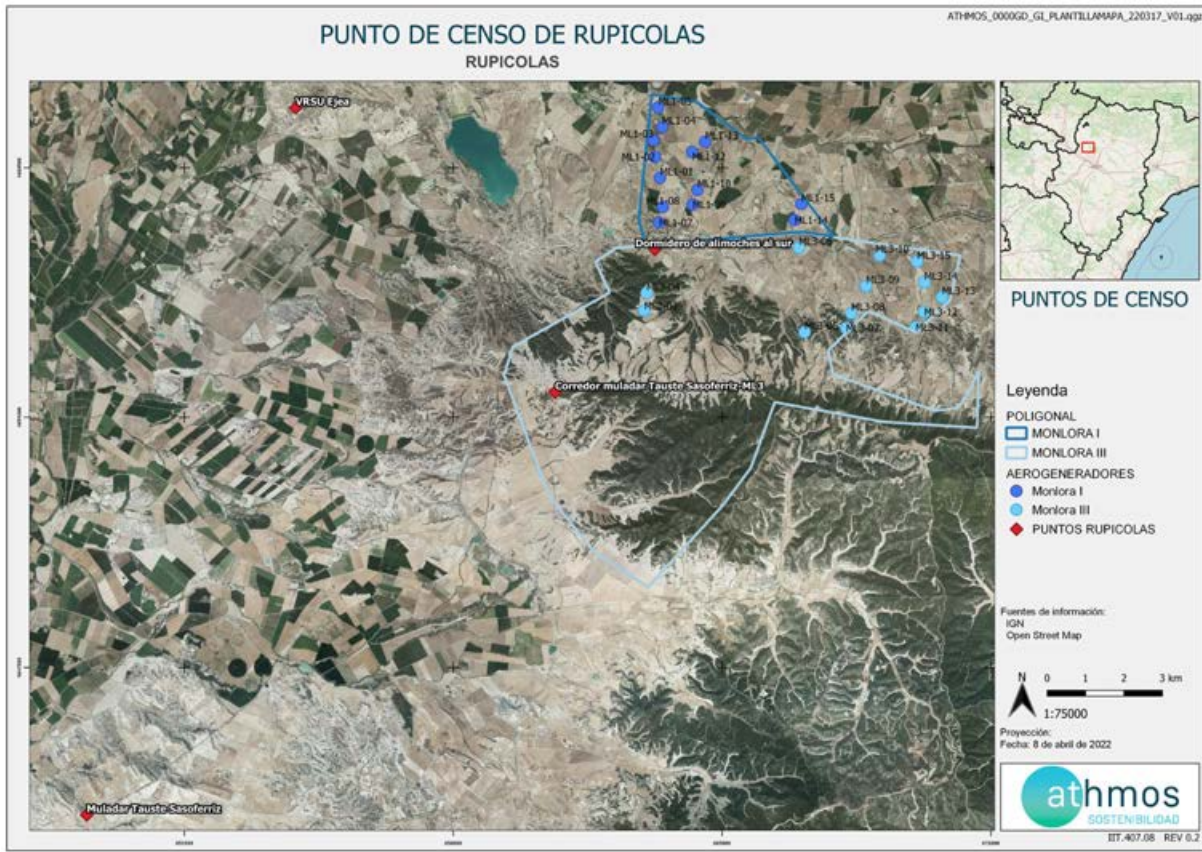 ATHMOS_0000GD_GI_PLANTILLAMAPA_220317_V01.qgz
PUNTO DE CENSO DE RUPICOLAS
RUPICOLAS
VRSU Ejea
ML1-05
ML1-04
ML1-03
ML1-13
ML1-02
ML1-12
ML1-01
ML1-10
ML1-15
ML1-07
ML1-14
Dormidero de alimoches al sur
ML3-10
ML3-15
ML3-14
ML3-09
ML3-13
ML3-08
ML3-12
ML3-07
ML3-11
Corredor muladar Tauste Sasoferriz-ML3
Muladar Tauste Sasoferriz
PUNTOS DE CENSO
Leyenda
POLIGONAL
MONLORA I
MONLORA III
AEROGENERADORES
Monlora I
Monlora III
PUNTOS RUPICOLAS
Fuentes de información:
IGN
Open Street Map
N
0 1 2 3 km
1:75000
Proyección:
Fecha: 8 de abril de 2022
athmos
SOSTENIBILIDAD
IIT.407.08 REV 0.2